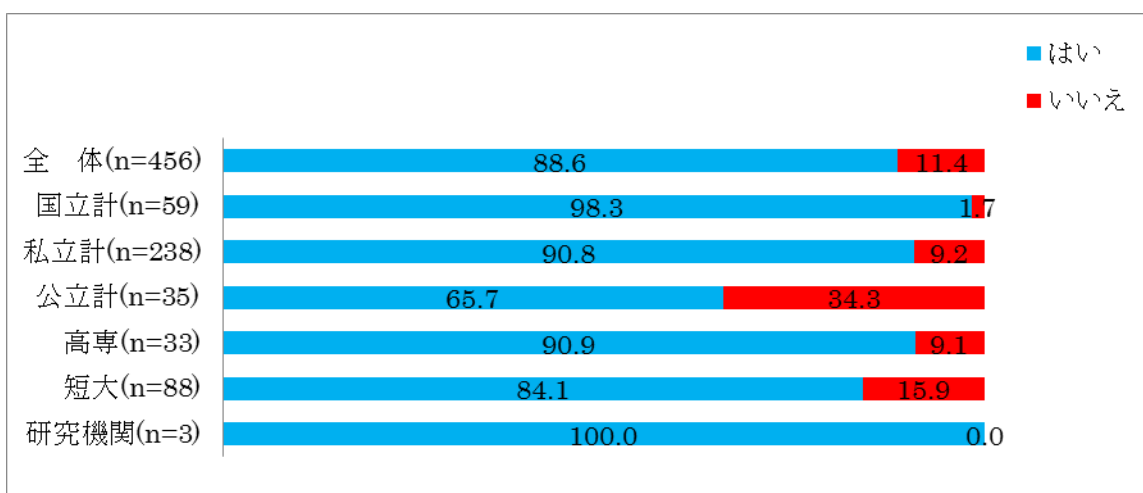 はい
いいえ
全　体(n=456) 88.6 11.4
国立計(n=59) 98.3 1.7
私立計(n=238) 90.8 9.2
公立計(n=35) 65.7 34.3
高専(n=33) 90.9 9.1
短大(n=88) 84.1 15.9
研究機関(n=3) 100.0 0.0